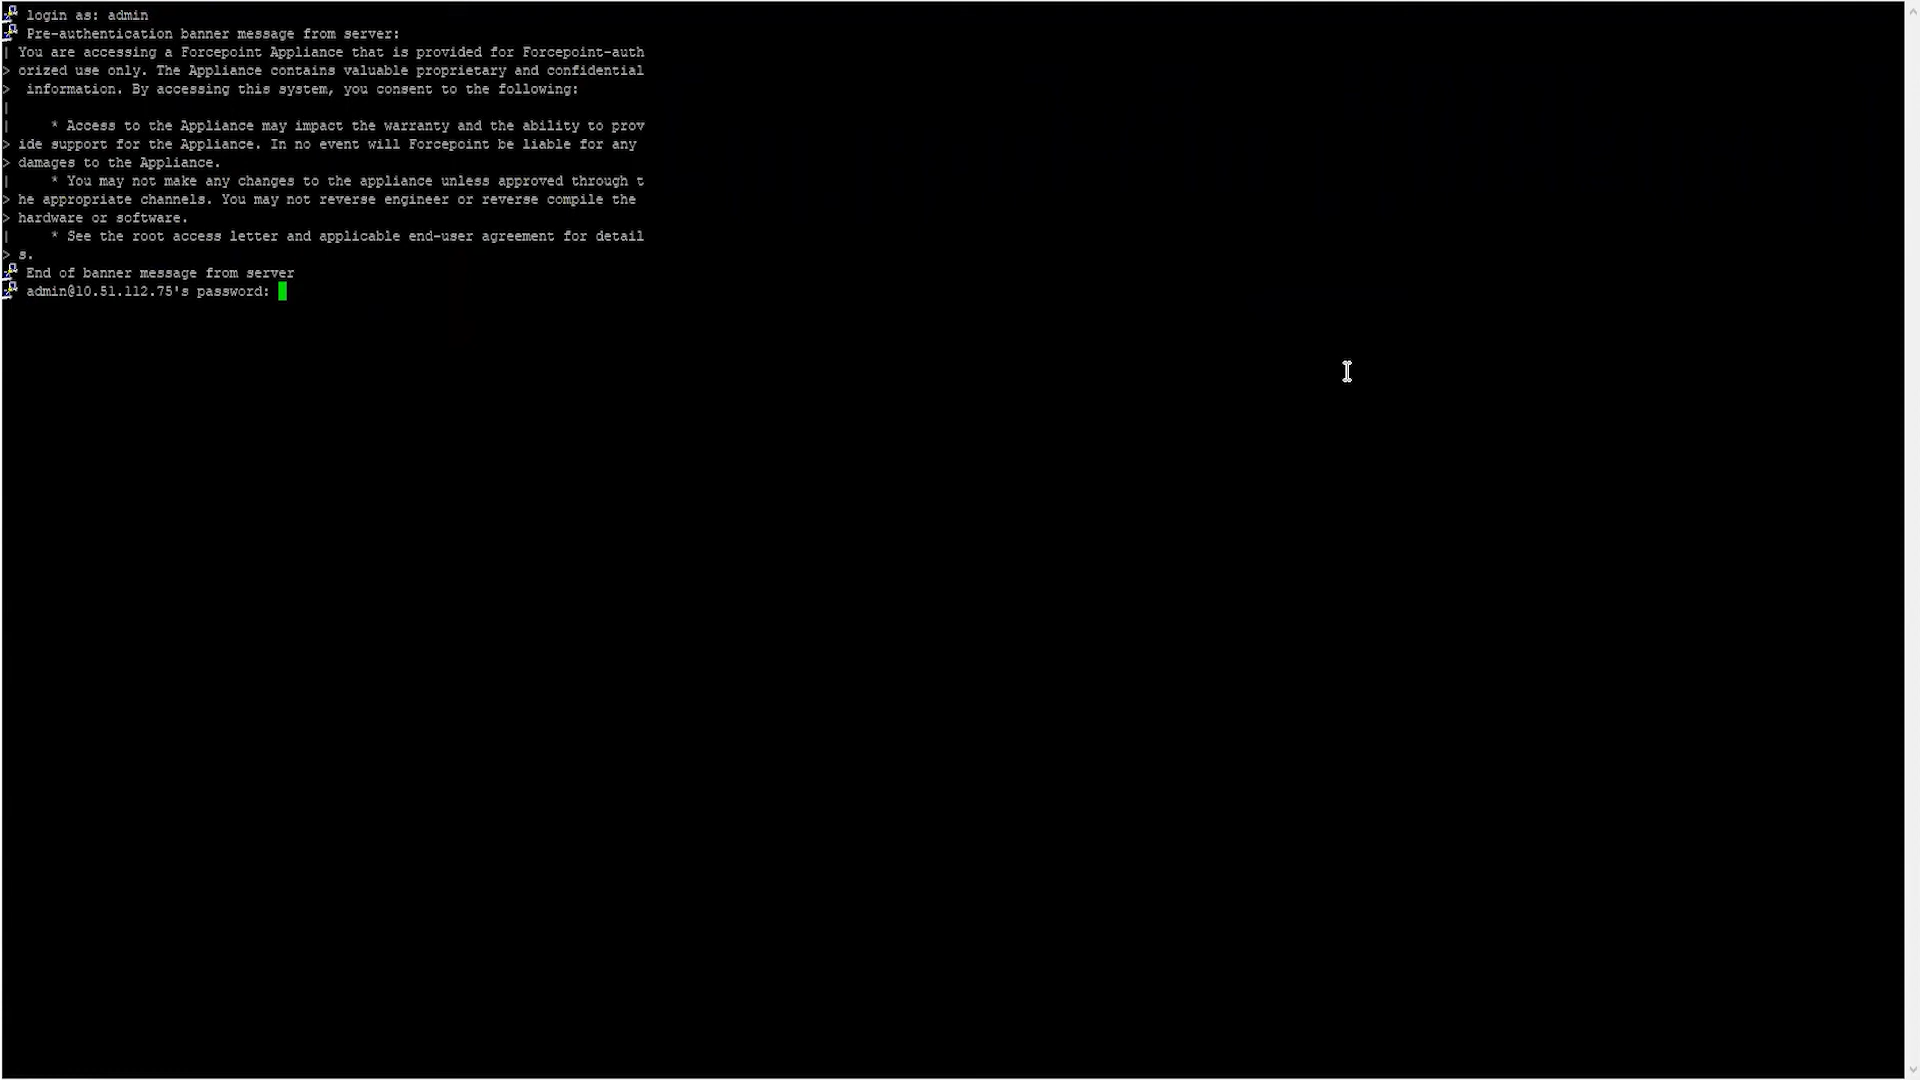 login as: admin
Pre-authentication banner message from server:
| You are accessing a Forcepoint Appliance that is provided for Forcepoint-auth
> orized use only. The Appliance contains valuable proprietary and confidential
>  information. By accessing this system, you consent to the following:
|
|     * Access to the Appliance may impact the warranty and the ability to prov
> ide support for the Appliance. In no event will Forcepoint be liable for any
> damages to the Appliance.
|     * You may not make any changes to the appliance unless approved through t
> he appropriate channels. You may not reverse engineer or reverse compile the
> hardware or software.
|     * See the root access letter and applicable end-user agreement for detail
> s.
End of banner message from server
admin@10.51.112.75's password: